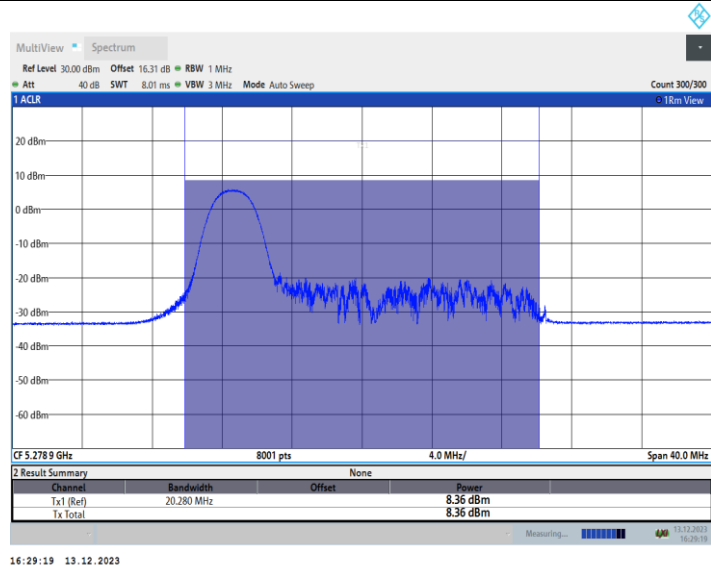 R&S
MultiView Spectrum
Ref Level 30.00 dBm Offset 16.31 dB RBW 1 MHz
Att 40 dB SWT 8.01 ms VBW 3 MHz Mode Auto Sweep Count 300/300
1 ACLR 1Rm View
20 dBm
10 dBm
0 dBm
-10 dBm
-20 dBm
-30 dBm
-40 dBm
-50 dBm
-60 dBm
CF 5.2789 GHz 8001 pts 4.0 MHz/ Span 40.0 MHz
2 Result Summary None
Channel Bandwidth Offset Power
Tx1 (Ref) 20.280 MHz 8.36 dBm
Tx Total 8.36 dBm
Measuring... 13.12.2023
16:29:19
16:29:19 13.12.2023